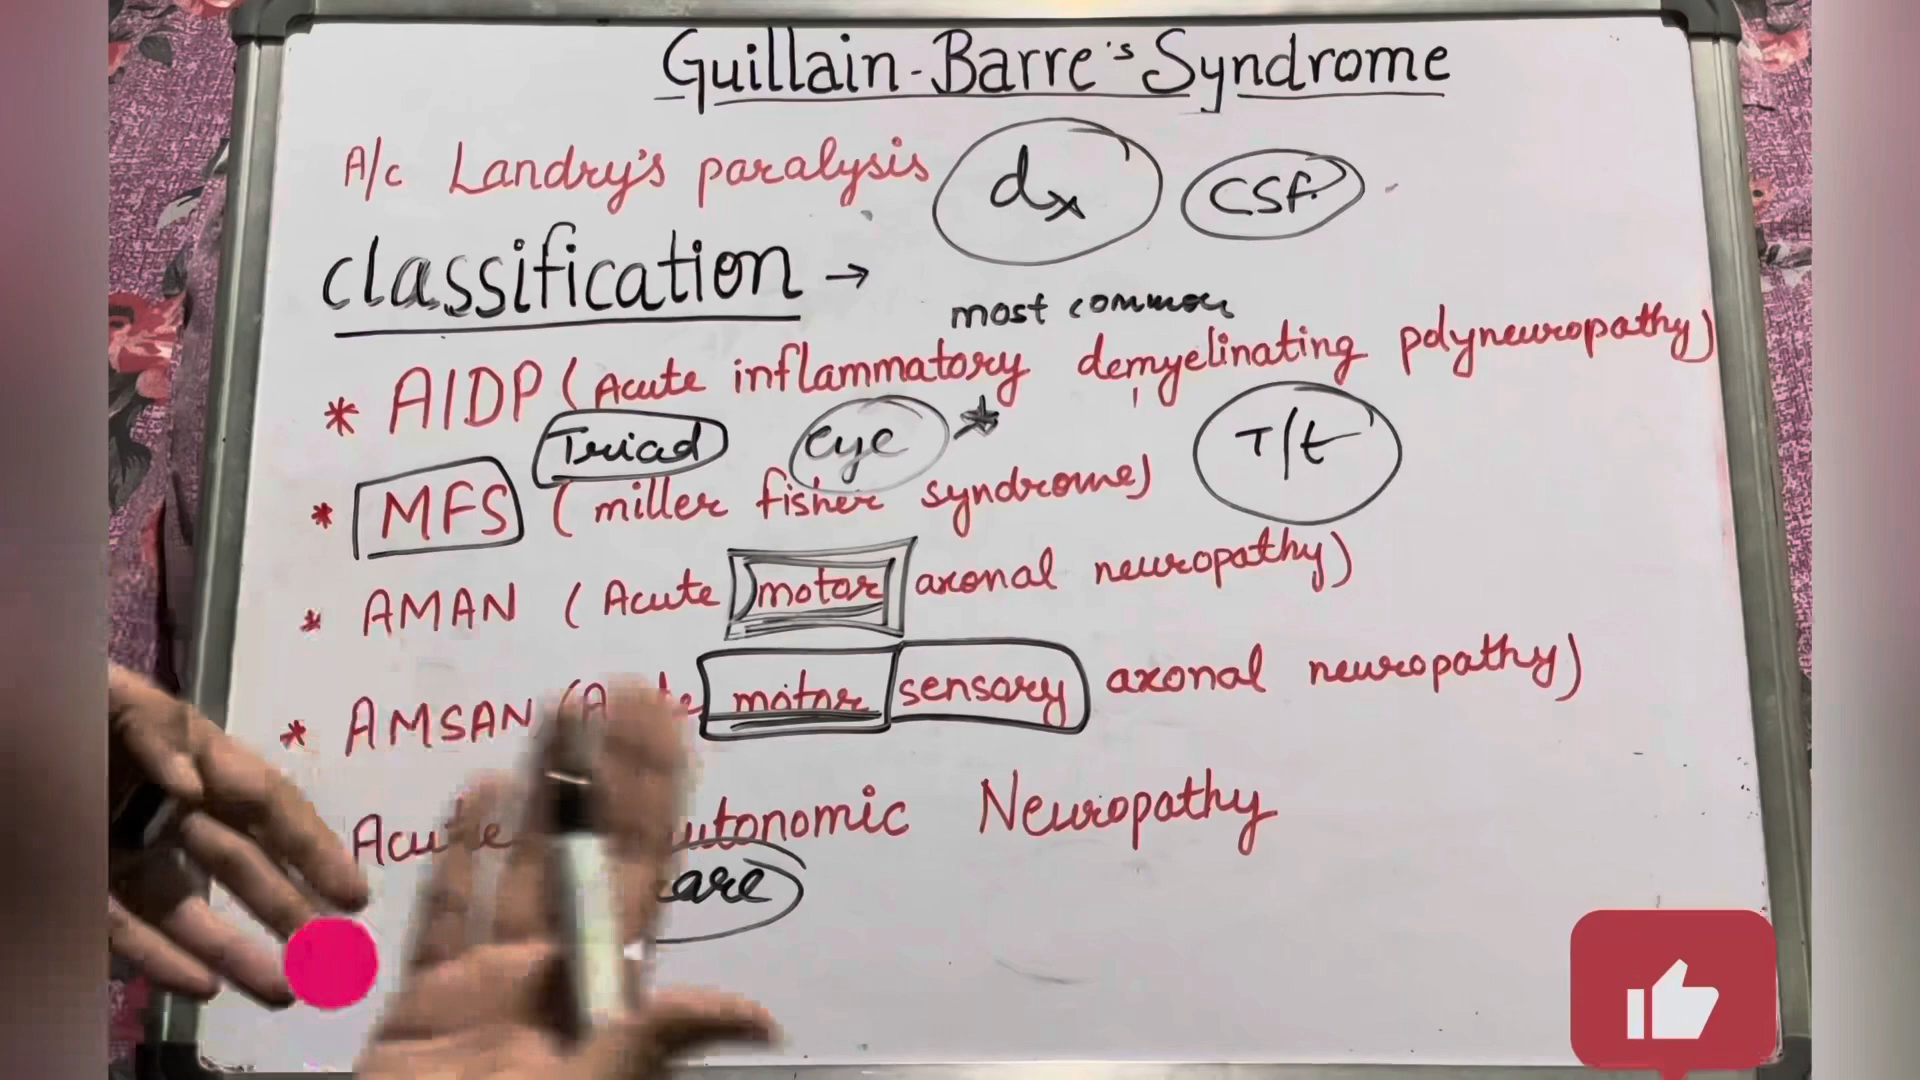 Guillain-Barre's Syndrome
A/c Landry's paralysis
dx
CSF
classification →
most common
* AIDP (Acute inflammatory demyelinating polyneuropathy)
Triad
eye
T/t
* MFS (miller fisher syndrome)
* AMAN (Acute motor axonal neuropathy)
* AMSAN motor sensory axonal neuropathy)
Neuropathy